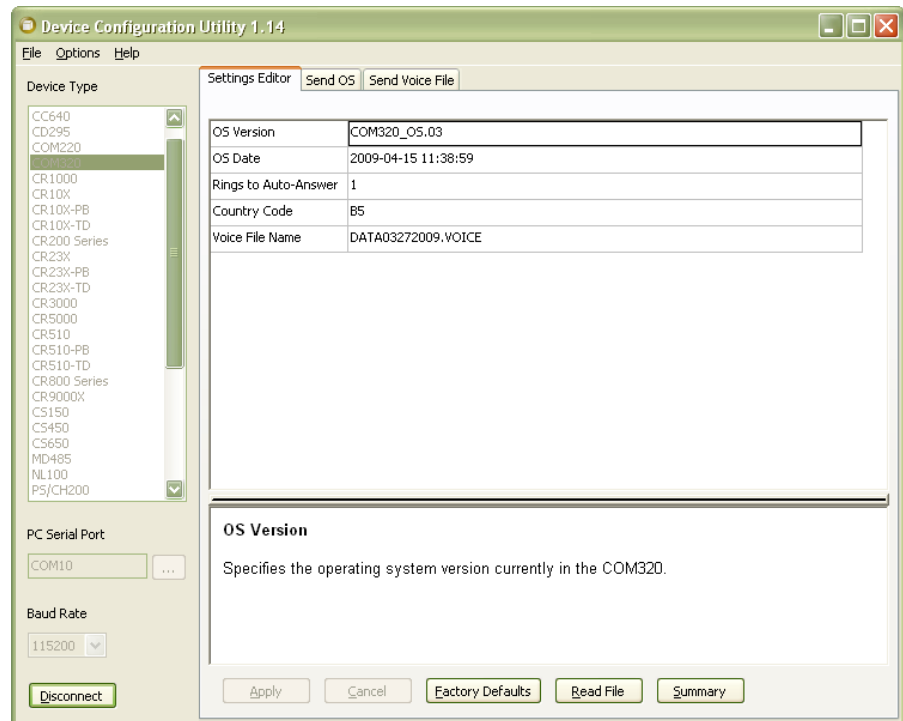 Device Configuration Utility 1.14
File Options Help
Device Type
CC640
CD295
COM220
COM320
CR1000
CR10X
CR10X-PB
CR10X-TD
CR200 Series
CR23X
CR23X-PB
CR23X-TD
CR3000
CR5000
CR510
CR510-PB
CR510-TD
CR800 Series
CR9000X
CS150
CS450
CS650
MD485
NL100
PS/CH200
PC Serial Port
COM10 ...
Baud Rate
115200
Disconnect
Settings Editor Send OS Send Voice File
OS Version COM320_OS.03
OS Date 2009-04-15 11:38:59
Rings to Auto-Answer 1
Country Code B5
Voice File Name DATA03272009.VOICE
OS Version
Specifies the operating system version currently in the COM320.
Apply Cancel Factory Defaults Read File Summary